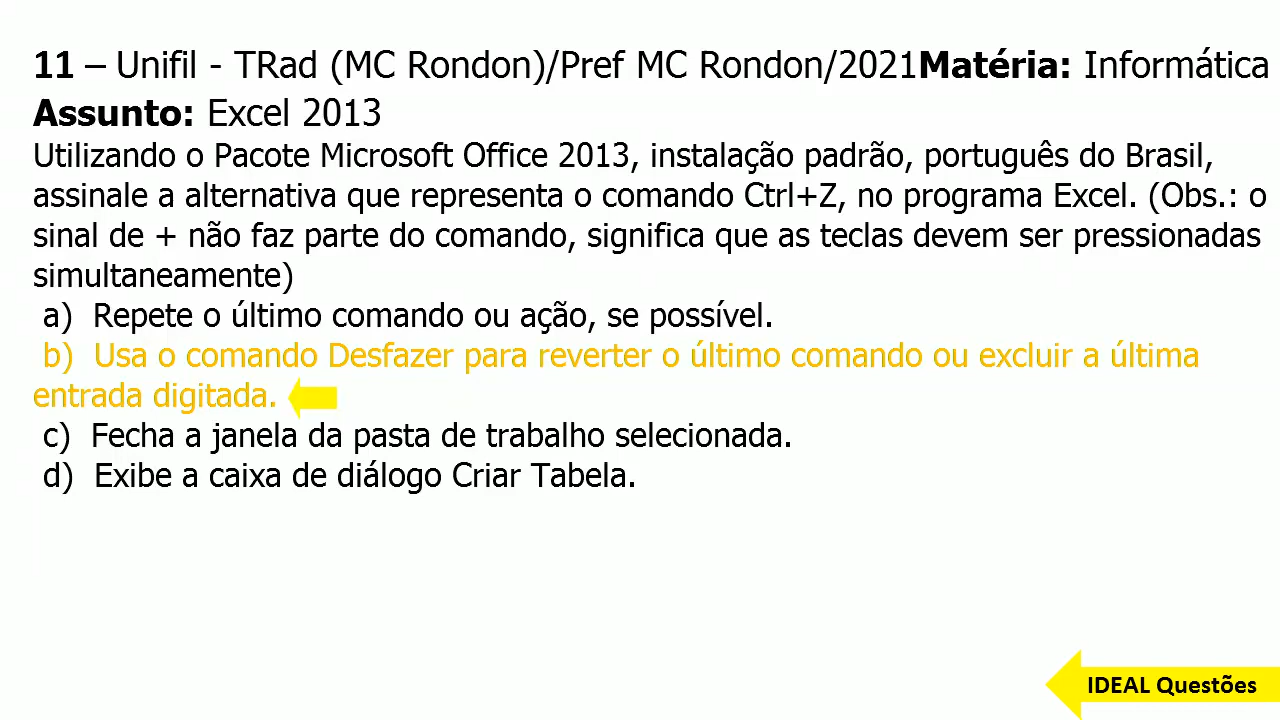 11 – Unifil - TRad (MC Rondon)/Pref MC Rondon/2021Matéria: Informática
Assunto: Excel 2013
Utilizando o Pacote Microsoft Office 2013, instalação padrão, português do Brasil,
assinale a alternativa que representa o comando Ctrl+Z, no programa Excel. (Obs.: o
sinal de + não faz parte do comando, significa que as teclas devem ser pressionadas
simultaneamente)
a) Repete o último comando ou ação, se possível.
b) Usa o comando Desfazer para reverter o último comando ou excluir a última
entrada digitada.
c) Fecha a janela da pasta de trabalho selecionada.
d) Exibe a caixa de diálogo Criar Tabela.
IDEAL Questões